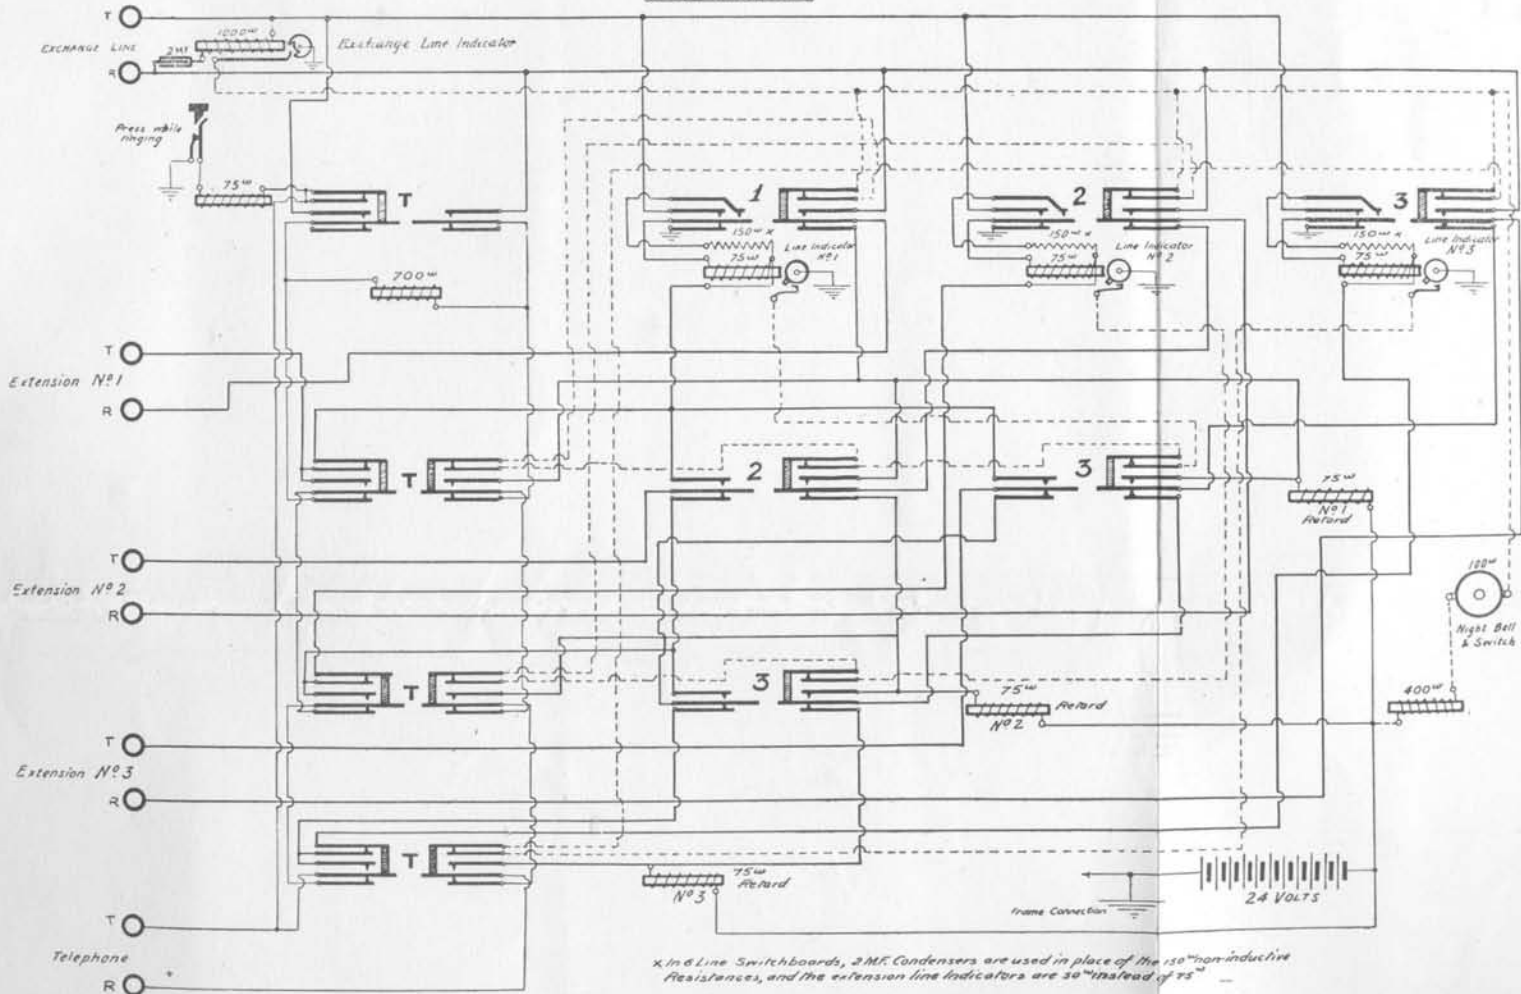 T
1000ω
EXCHANGE LINE
2 Mf
Exchange Line Indicator
R
Press while
ringing
75ω
T
1
2
3
150ω x
Line Indicator
Nº 1
75ω
150ω x
Line Indicator
Nº 2
75ω
150ω x
Line Indicator
Nº 3
75ω
700ω
T
Extension Nº 1
R
T
2
3
75ω
Nº 1
Retard
T
Extension Nº 2
R
100ω
Night Bell
& Switch
T
3
75ω
Retard
Nº 2
400ω
T
Extension Nº 3
R
T
75ω
Retard
Nº 3
24 VOLTS
Frame Connection
T
Telephone
R
x In 6 Line Switchboards, 2 MF. Condensers are used in place of the 150ω non-inductive
Resistances, and the extension line Indicators are 30ω instead of 75ω